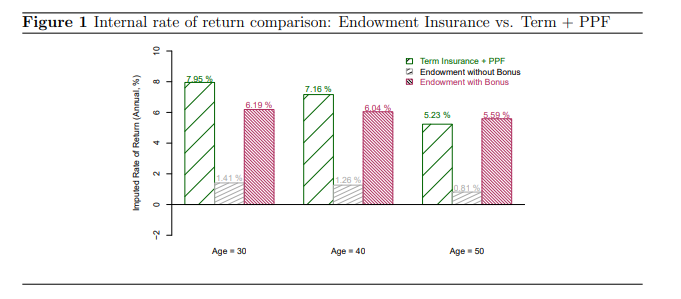 Figure 1 Internal rate of return comparison: Endowment Insurance vs. Term + PPF
Imputed Rate of Return (Annual, %)
10
8
6
4
2
0
−2
Term Insurance + PPF
Endowment without Bonus
Endowment with Bonus
7.95 %
1.41 %
6.19 %
7.16 %
1.26 %
6.04 %
5.23 %
0.81 %
5.59 %
Age = 30
Age = 40
Age = 50